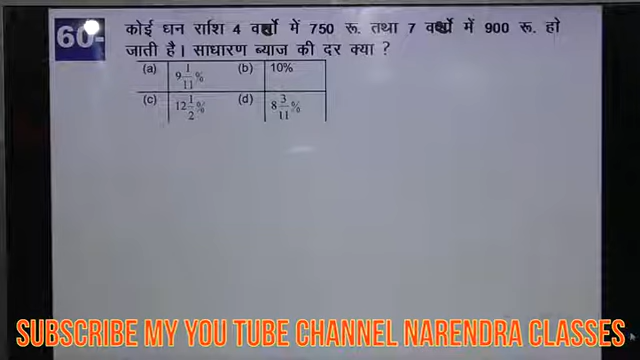 60-
कोई धन राशि 4 वर्षो में 750 रू. तथा 7 वर्षो में 900 रू. हो
जाती है। साधारण ब्याज की दर क्या ?
(a) 9 1/11 % (b) 10%
(c) 12 1/2 % (d) 8 3/11 %
SUBSCRIBE MY YOU TUBE CHANNEL NARENDRA CLASSES